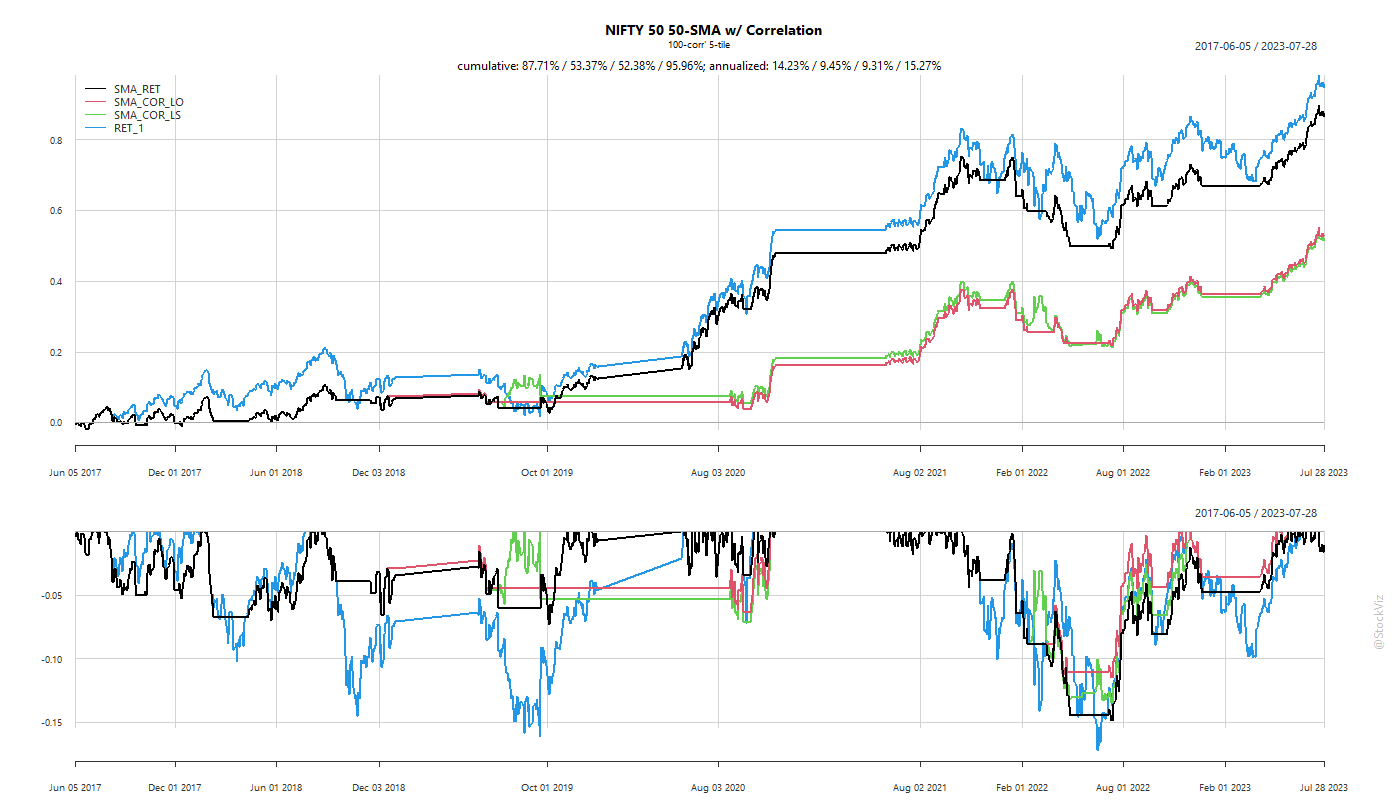 NIFTY 50 50-SMA w/ Correlation
100-corr' 5-tile
2017-06-05 / 2023-07-28
cumulative: 87.71% / 53.37% / 52.38% / 95.96%; annualized: 14.23% / 9.45% / 9.31% / 15.27%
SMA_RET
SMA_COR_LO
SMA_COR_LS
RET_1
0.8
0.6
0.4
0.2
0.0
Jun 05 2017 Dec 01 2017 Jun 01 2018 Dec 03 2018 Oct 01 2019 Aug 03 2020 Aug 02 2021 Feb 01 2022 Aug 01 2022 Feb 01 2023 Jul 28 2023
2017-06-05 / 2023-07-28
-0.05
-0.10
-0.15
Jun 05 2017 Dec 01 2017 Jun 01 2018 Dec 03 2018 Oct 01 2019 Aug 03 2020 Aug 02 2021 Feb 01 2022 Aug 01 2022 Feb 01 2023 Jul 28 2023
@StockViz